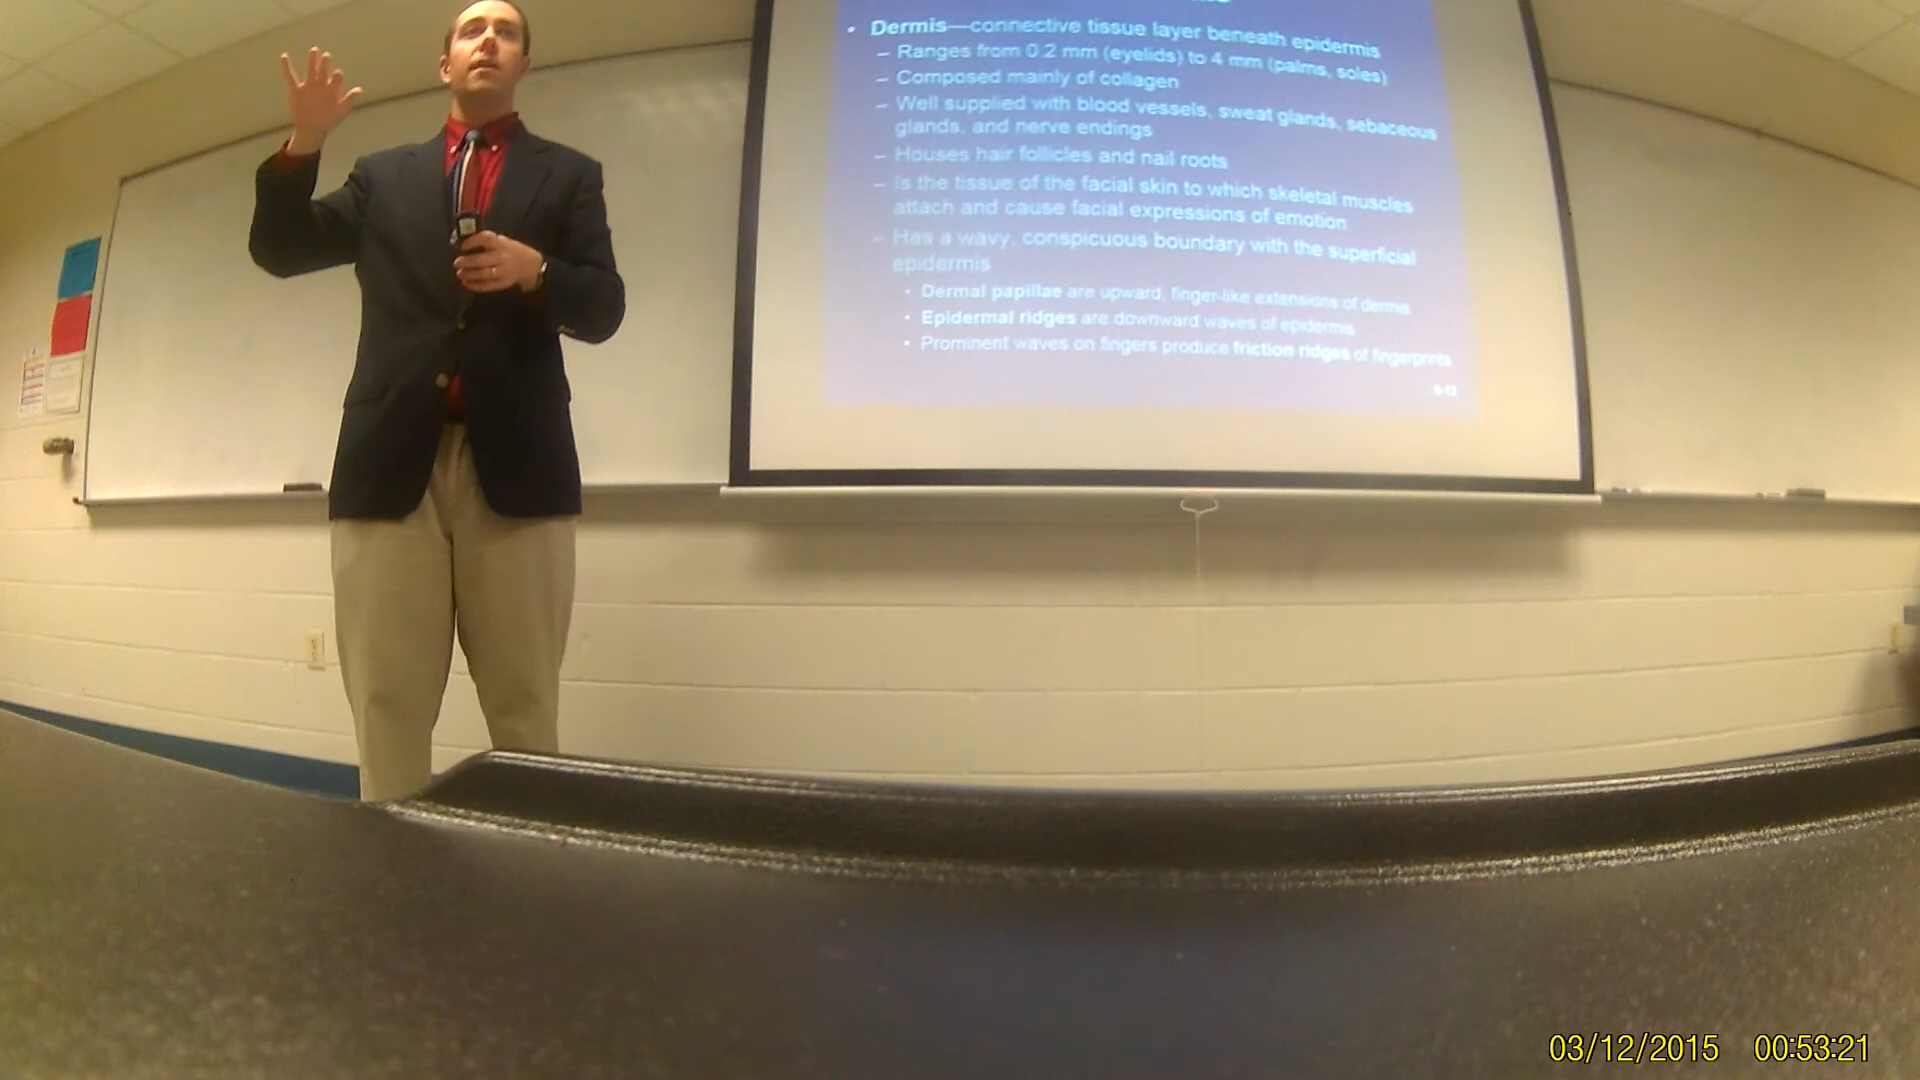 • Dermis—connective tissue layer beneath epidermis
– Ranges from 0.2 mm (eyelids) to 4 mm (palms, soles)
– Composed mainly of collagen
– Well supplied with blood vessels, sweat glands, sebaceous
glands, and nerve endings
– Houses hair follicles and nail roots
– Is the tissue of the facial skin to which skeletal muscles
attach and cause facial expressions of emotion
– Has a wavy, conspicuous boundary with the superficial
epidermis
• Dermal papillae are upward, finger-like extensions of dermis
• Epidermal ridges are downward waves of epidermis
• Prominent waves on fingers produce friction ridges of fingerprints
03/12/2015 00:53:21